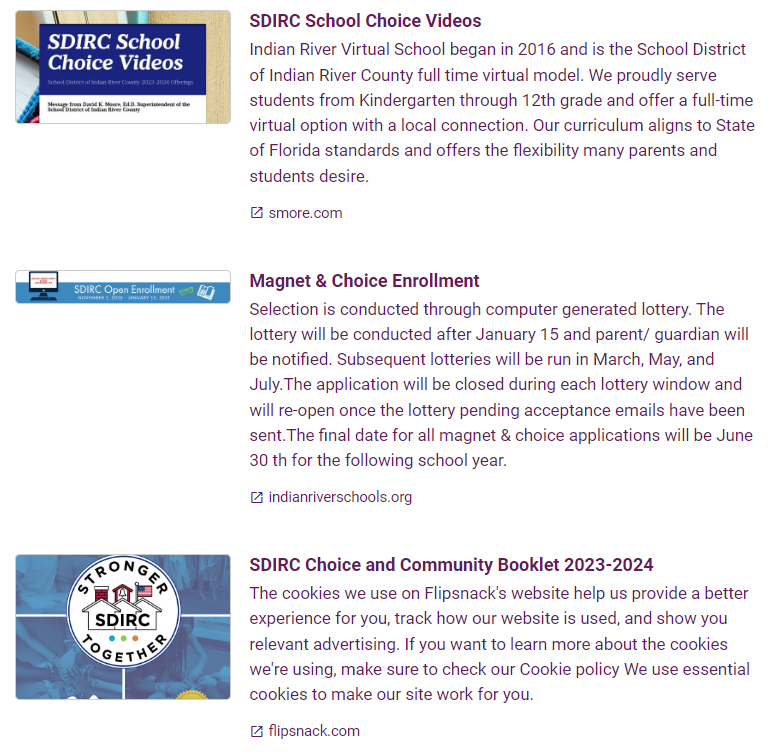 SDIRC School
Choice Videos
School District of Indian River County 2023-2024 Offerings
Message from David K. Moore, Ed.D. Superintendent of the
School District of Indian River County
SDIRC School Choice Videos
Indian River Virtual School began in 2016 and is the School District
of Indian River County full time virtual model. We proudly serve
students from Kindergarten through 12th grade and offer a full-time
virtual option with a local connection. Our curriculum aligns to State
of Florida standards and offers the flexibility many parents and
students desire.
smore.com
SDIRC Open Enrollment
Magnet & Choice Enrollment
Selection is conducted through computer generated lottery. The
lottery will be conducted after January 15 and parent/ guardian will
be notified. Subsequent lotteries will be run in March, May, and
July.The application will be closed during each lottery window and
will re-open once the lottery pending acceptance emails have been
sent.The final date for all magnet & choice applications will be June
30 th for the following school year.
indianriverschools.org
STRONGER
SDIRC
TOGETHER
SDIRC Choice and Community Booklet 2023-2024
The cookies we use on Flipsnack's website help us provide a better
experience for you, track how our website is used, and show you
relevant advertising. If you want to learn more about the cookies
we're using, make sure to check our Cookie policy We use essential
cookies to make our site work for you.
flipsnack.com